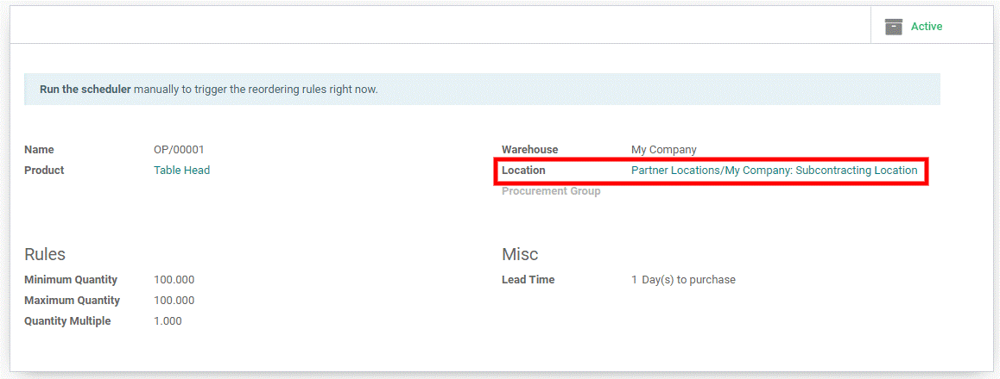 Active
Run the scheduler manually to trigger the reordering rules right now.
Name OP/00001
Product Table Head
Warehouse My Company
Location Partner Locations/My Company: Subcontracting Location
Procurement Group
Rules
Minimum Quantity 100.000
Maximum Quantity 100.000
Quantity Multiple 1.000
Misc
Lead Time 1 Day(s) to purchase